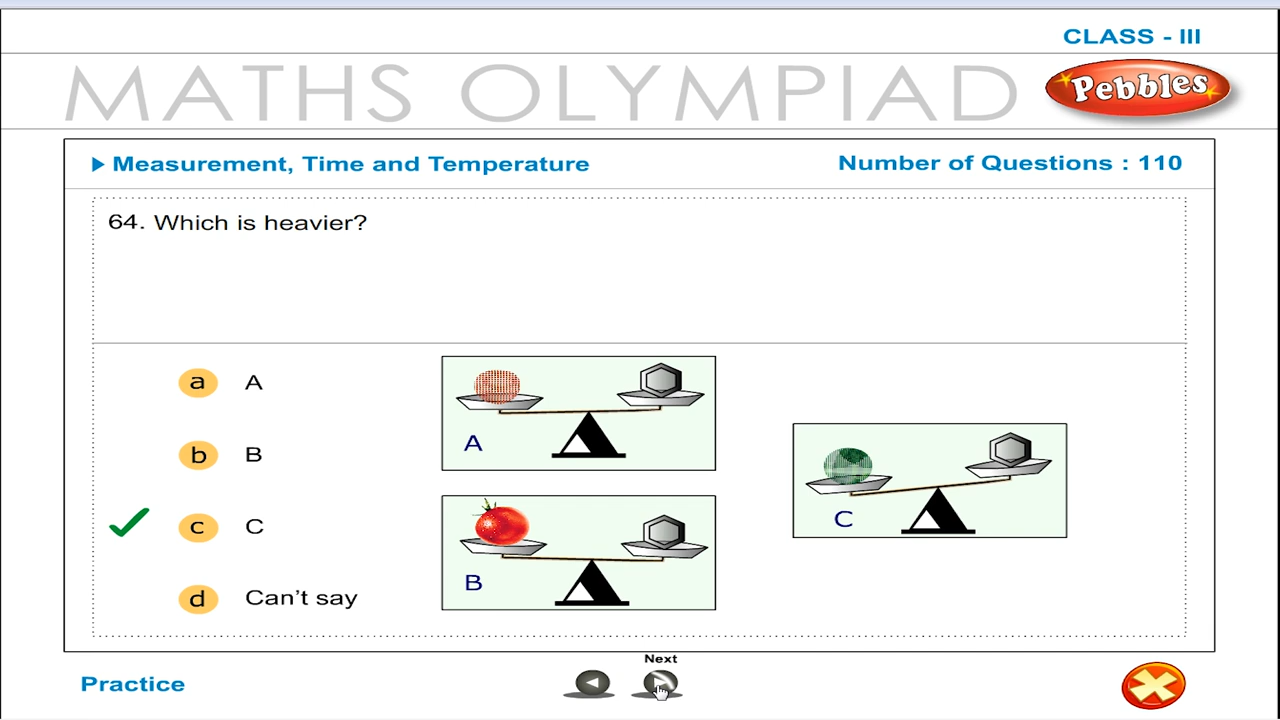 CLASS - III
MATHS OLYMPIAD
Pebbles
Measurement, Time and Temperature
Number of Questions : 110
64. Which is heavier?
a A
b B
c C
d Can't say
A
B
C
Next
Practice